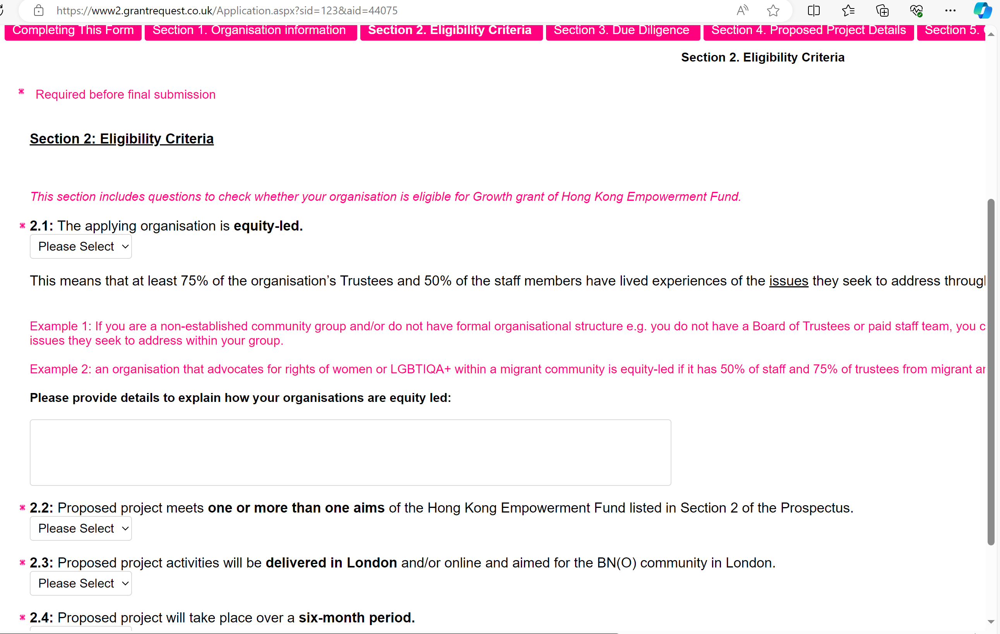 https://www2.grantrequest.co.uk/Application.aspx?sid=123&aid=44075
Completing This Form
Section 1. Organisation information
Section 2. Eligibility Criteria
Section 3. Due Diligence
Section 4. Proposed Project Details
Section 5.
Section 2. Eligibility Criteria
Required before final submission
Section 2: Eligibility Criteria
This section includes questions to check whether your organisation is eligible for Growth grant of Hong Kong Empowerment Fund.
2.1: The applying organisation is equity-led.
Please Select
This means that at least 75% of the organisation’s Trustees and 50% of the staff members have lived experiences of the issues they seek to address through
Example 1: If you are a non-established community group and/or do not have formal organisational structure e.g. you do not have a Board of Trustees or paid staff team, you
issues they seek to address within your group.
Example 2: an organisation that advocates for rights of women or LGBTIQA+ within a migrant community is equity-led if it has 50% of staff and 75% of trustees from migrant
Please provide details to explain how your organisations are equity led:
2.2: Proposed project meets one or more than one aims of the Hong Kong Empowerment Fund listed in Section 2 of the Prospectus.
Please Select
2.3: Proposed project activities will be delivered in London and/or online and aimed for the BN(O) community in London.
Please Select
2.4: Proposed project will take place over a six-month period.